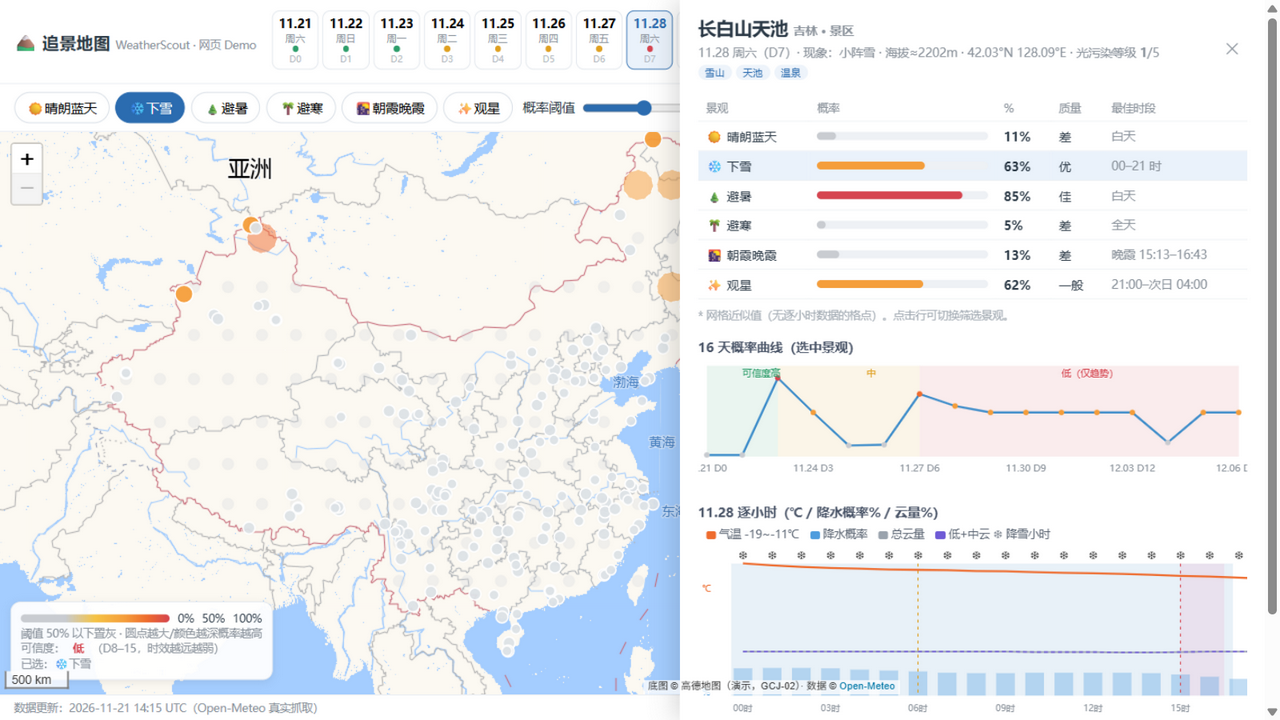 追景地图 WeatherScout · 网页 Demo
11.21 周六 D0
11.22 周日 D1
11.23 周一 D2
11.24 周二 D3
11.25 周三 D4
11.26 周四 D5
11.27 周五 D6
11.28 周六 D7
晴朗蓝天 下雪 避暑 避寒 朝霞晚霞 观星 概率阈值
+
−
亚洲
渤海
黄海
0% 50% 100%
阈值 50% 以下置灰 · 圆点越大/颜色越深概率越高
可信度： 低 （D8–15，时效越远越弱）
已选： 下雪
500 km
底图 © 高德地图（演示，GCJ-02）· 数据 © Open-Meteo
数据更新：2026-11-21 14:15 UTC（Open-Meteo 真实抓取）
长白山天池 吉林 · 景区
11.28 周六（D7）· 现象：小阵雪 · 海拔≈2202m · 42.03°N 128.09°E · 光污染等级 1/5
雪山 天池 温泉
景观 概率 % 质量 最佳时段
晴朗蓝天 11% 差 白天
下雪 63% 优 00–21 时
避暑 85% 佳 白天
避寒 5% 差 全天
朝霞晚霞 13% 差 晚霞 15:13–16:43
观星 62% 一般 21:00–次日 04:00
* 网格近似值（无逐小时数据的格点）。点击行可切换筛选景观。
16 天概率曲线（选中景观）
可信度高 中 低（仅趋势）
.21 D0 11.24 D3 11.27 D6 11.30 D9 12.03 D12 12.06 D
11.28 逐小时（°C / 降水概率% / 云量%）
气温 -19~-11°C 降水概率 总云量 低+中云 ❄ 降雪小时
°C
00时 03时 06时 09时 12时 15时